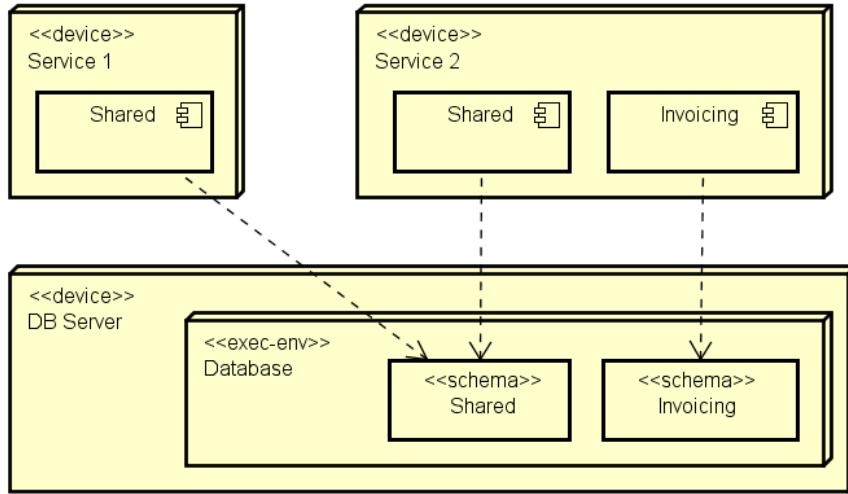 <<device>>
Service 1
Shared
<<device>>
Service 2
Shared
Invoicing
<<device>>
DB Server
<<exec-env>>
Database
<<schema>>
Shared
<<schema>>
Invoicing